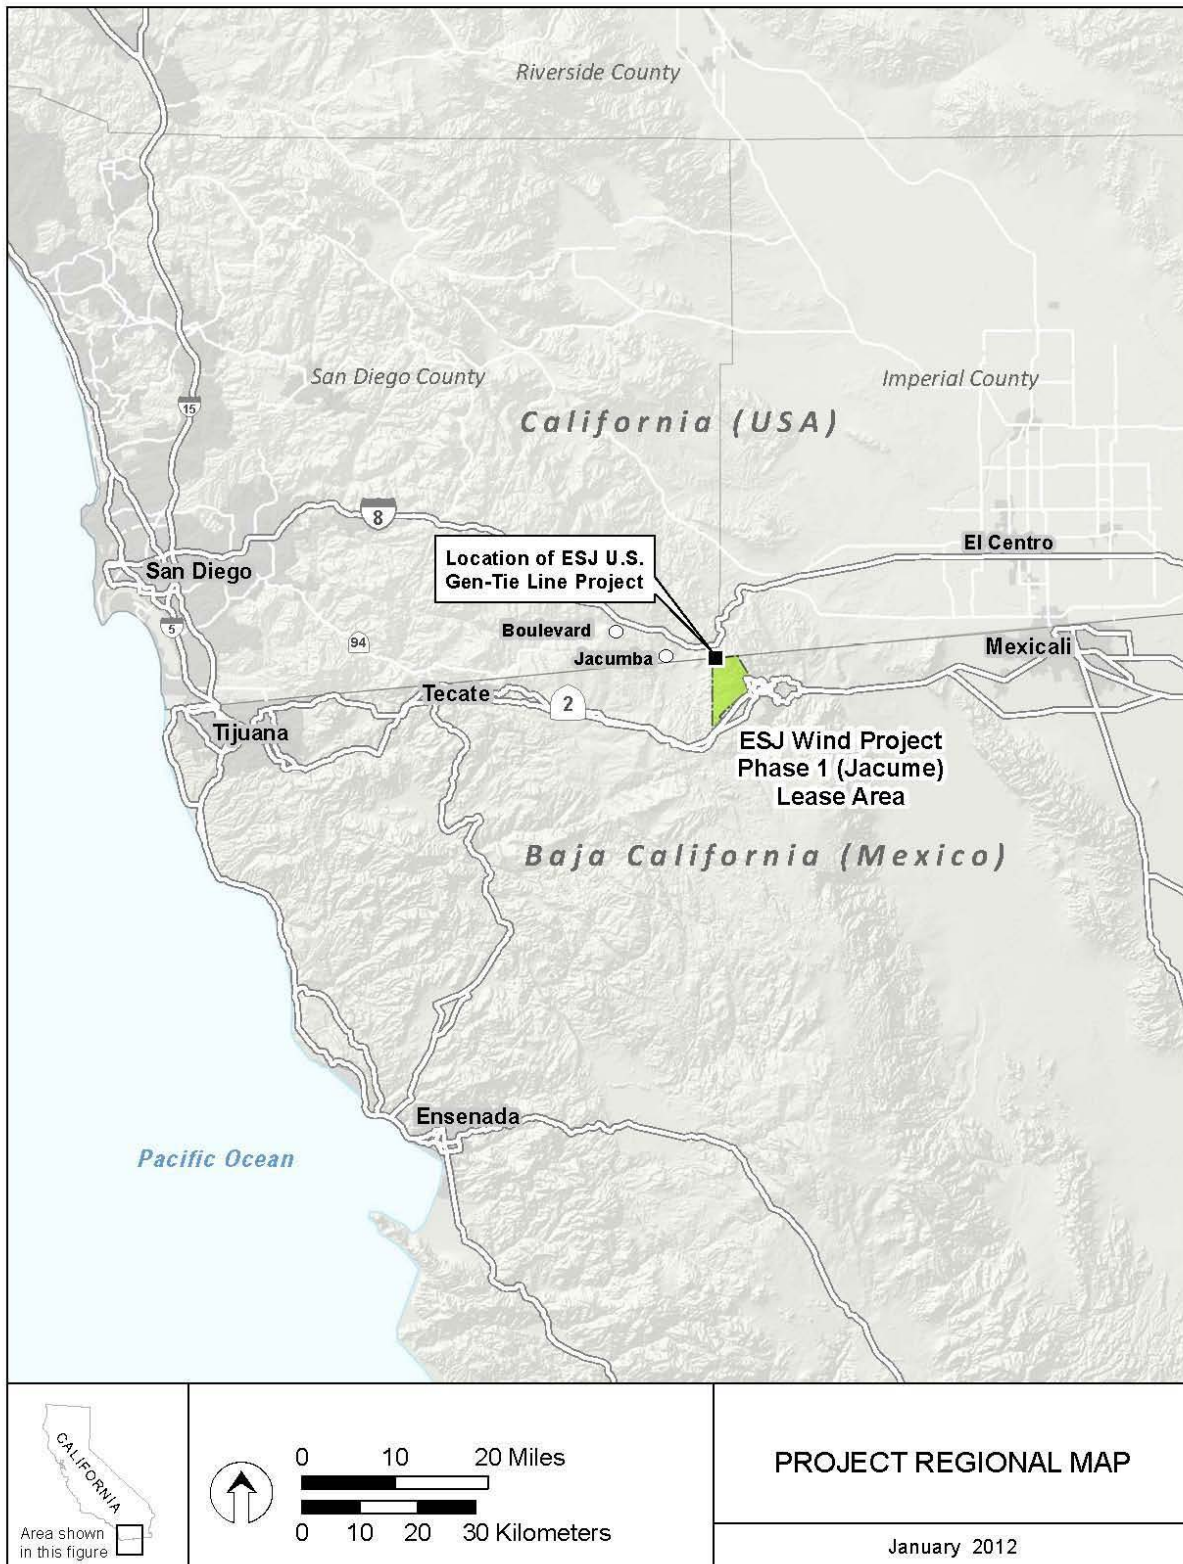 Riverside County
San Diego County
Imperial County
15
California (USA)
8
Location of ESJ U.S.
Gen-Tie Line Project
El Centro
San Diego
5
Boulevard
94
Jacumba
Mexicali
Tecate
2
Tijuana
ESJ Wind Project
Phase 1 (Jacume)
Lease Area
Baja California (Mexico)
Ensenada
Pacific Ocean
CALIFORNIA
Area shown
in this figure
0 10 20 Miles
0 10 20 30 Kilometers
PROJECT REGIONAL MAP
January 2012